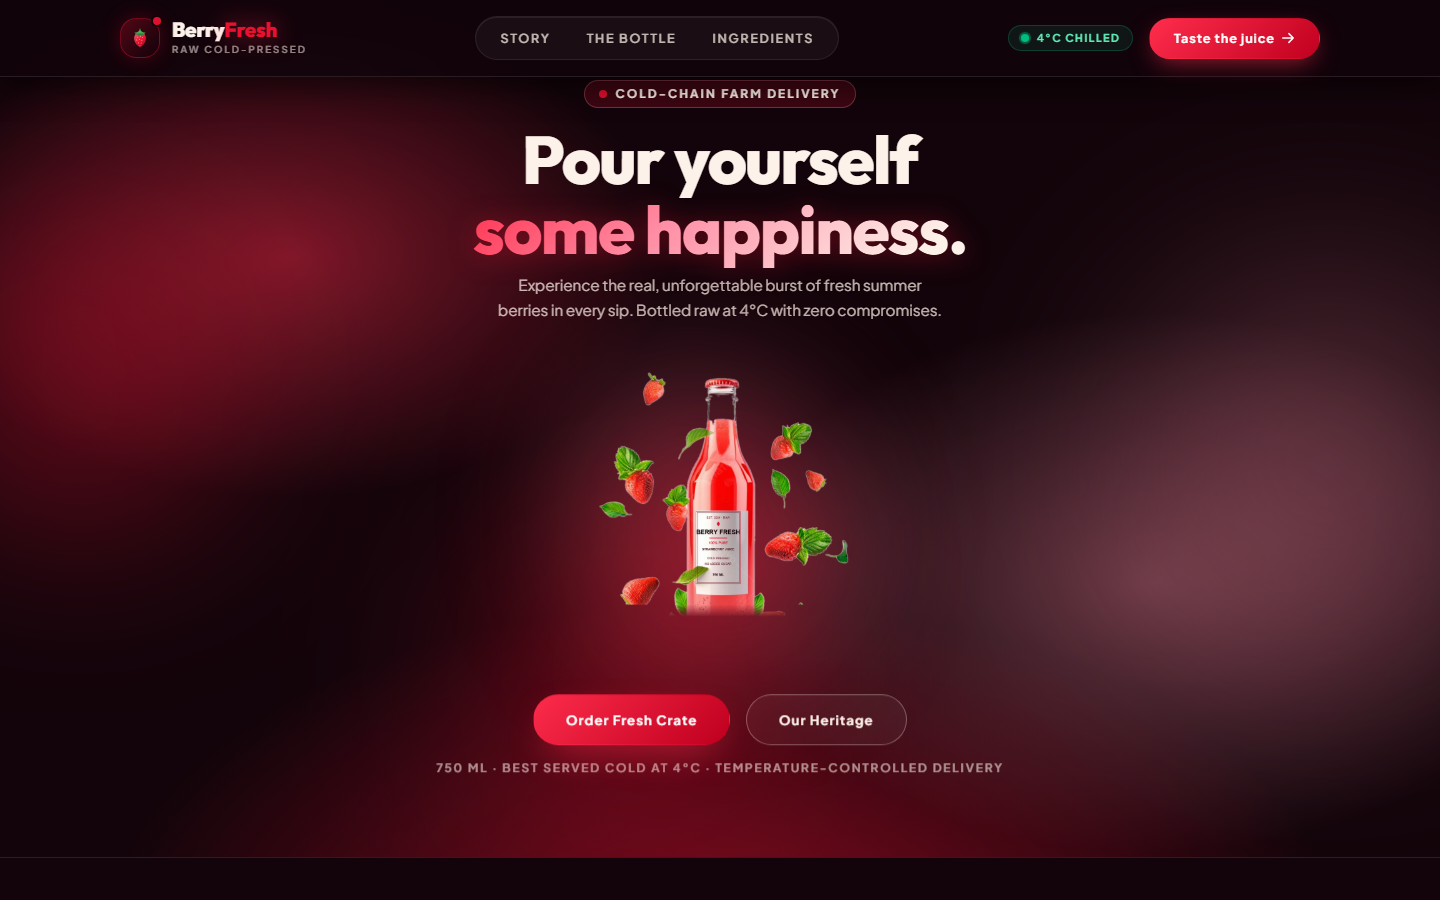 BerryFresh
RAW COLD-PRESSED
STORY
THE BOTTLE
INGREDIENTS
4°C CHILLED
Taste the juice →
COLD-CHAIN FARM DELIVERY
Pour yourself
some happiness.
Experience the real, unforgettable burst of fresh summer
berries in every sip. Bottled raw at 4°C with zero compromises.
BERRY FRESH
STRAWBERRY JUICE
Order Fresh Crate
Our Heritage
750 ML · BEST SERVED COLD AT 4°C · TEMPERATURE-CONTROLLED DELIVERY